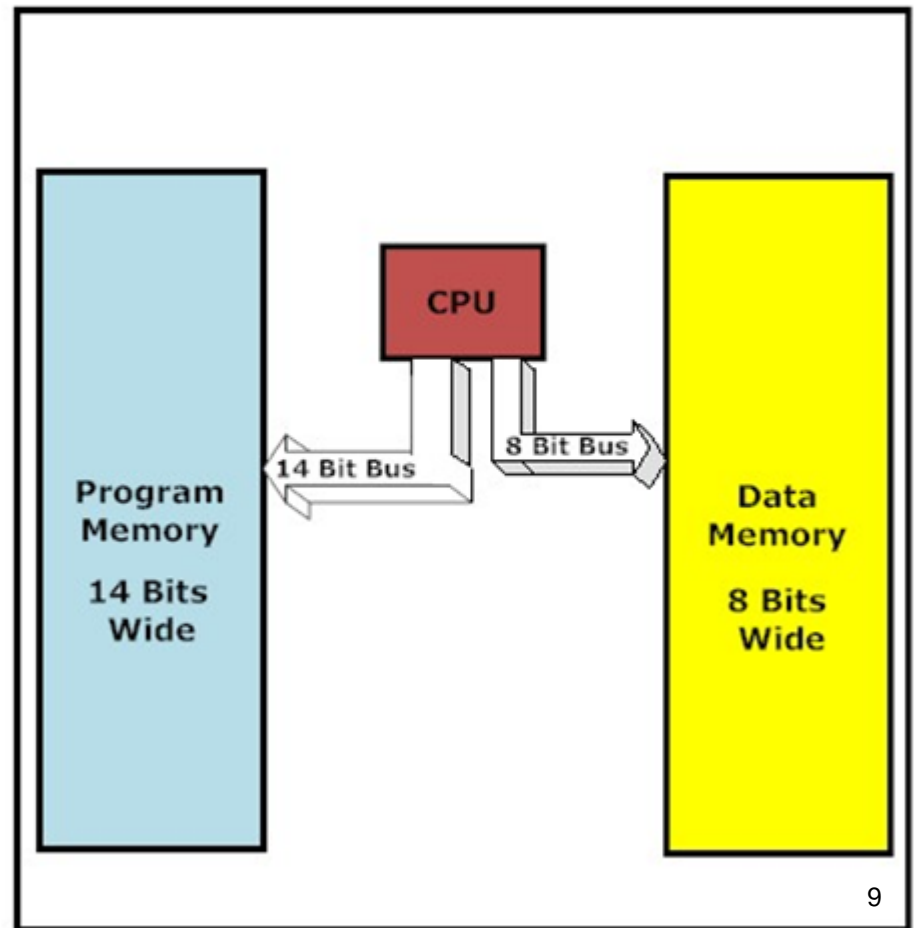 CPU
14 Bit Bus
8 Bit Bus
Program
Memory
14 Bits
Wide
Data
Memory
8 Bits
Wide
9